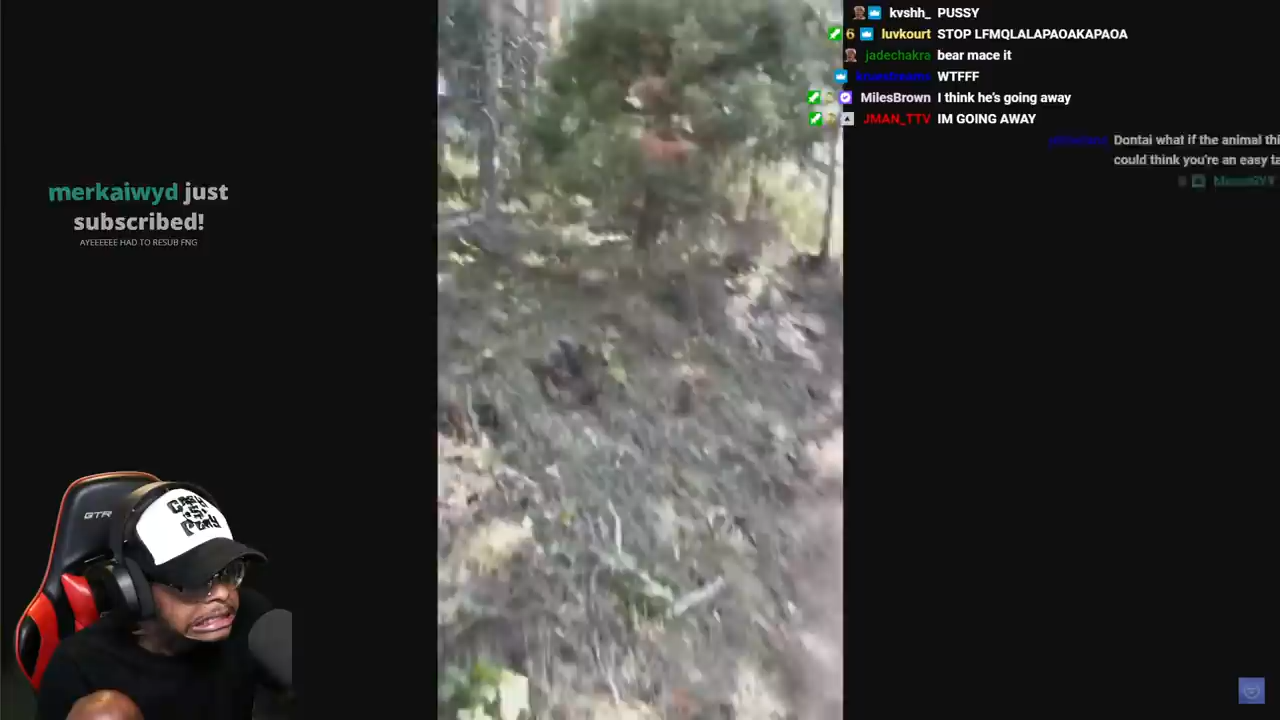 kvshh_ PUSSY
6 luvkourt STOP LFMQLALAPAOAKAPAOA
jadechakra bear mace it
WTFFF
MilesBrown I think he's going away
JMAN_TTV IM GOING AWAY
Dontai what if the animal thi
could think you're an easy ta
merkaiwyd just
subscribed!
AYEEEEEE HAD TO RESUB FNG
GTR